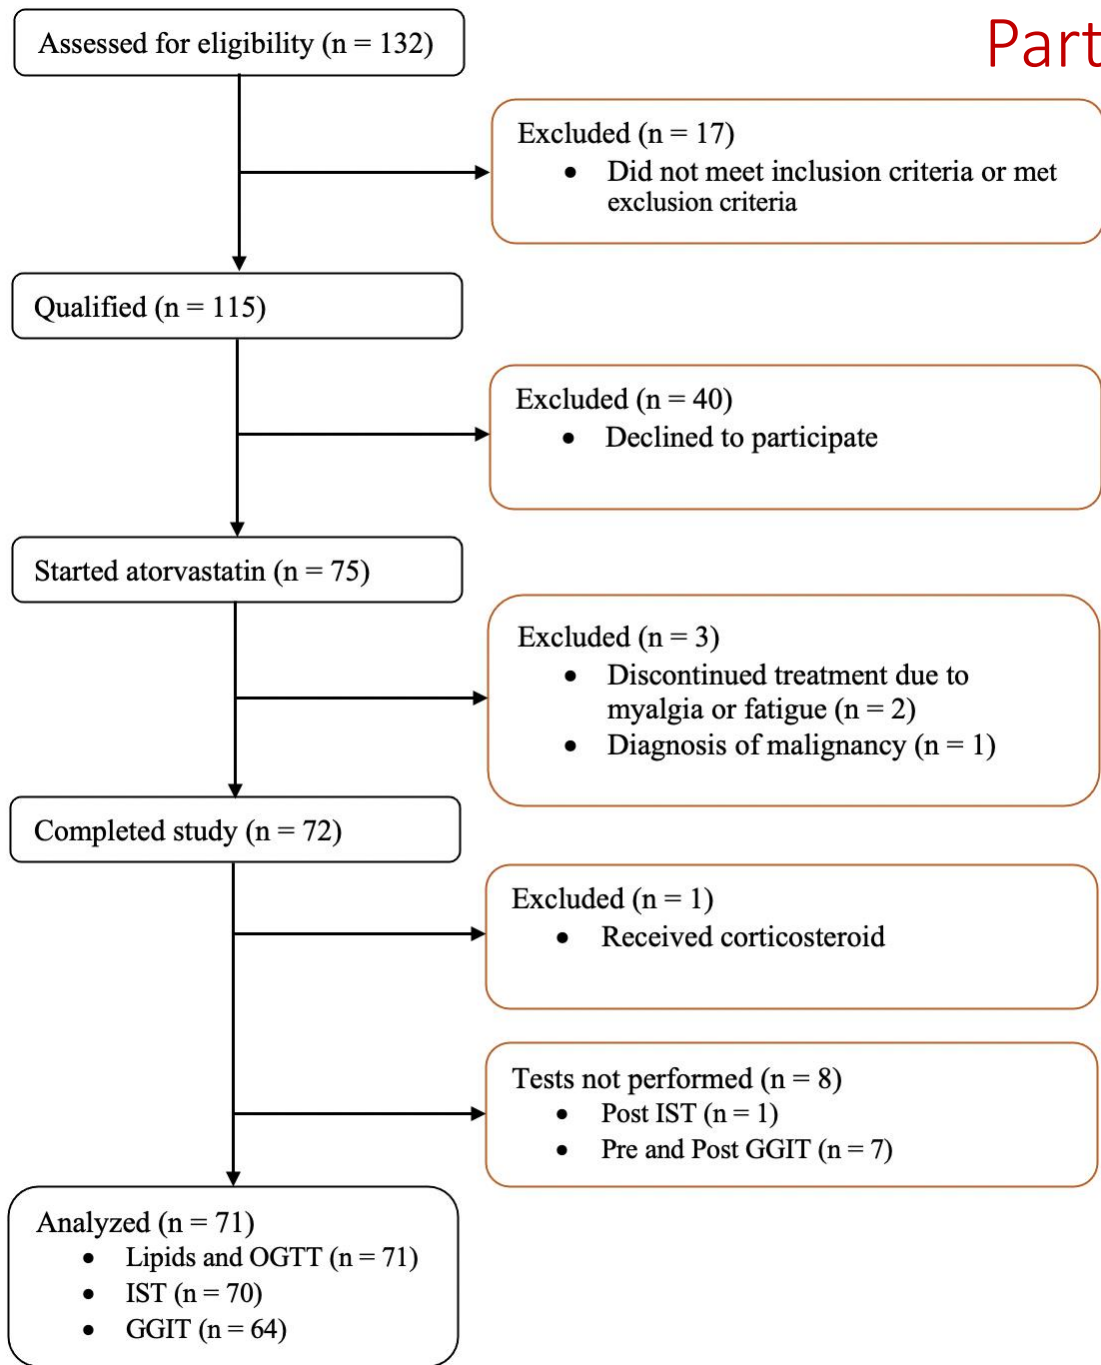 Part
Assessed for eligibility (n = 132)
Excluded (n = 17)
• Did not meet inclusion criteria or met
exclusion criteria
Qualified (n = 115)
Excluded (n = 40)
• Declined to participate
Started atorvastatin (n = 75)
Excluded (n = 3)
• Discontinued treatment due to
myalgia or fatigue (n = 2)
• Diagnosis of malignancy (n = 1)
Completed study (n = 72)
Excluded (n = 1)
• Received corticosteroid
Tests not performed (n = 8)
• Post IST (n = 1)
• Pre and Post GGIT (n = 7)
Analyzed (n = 71)
• Lipids and OGTT (n = 71)
• IST (n = 70)
• GGIT (n = 64)